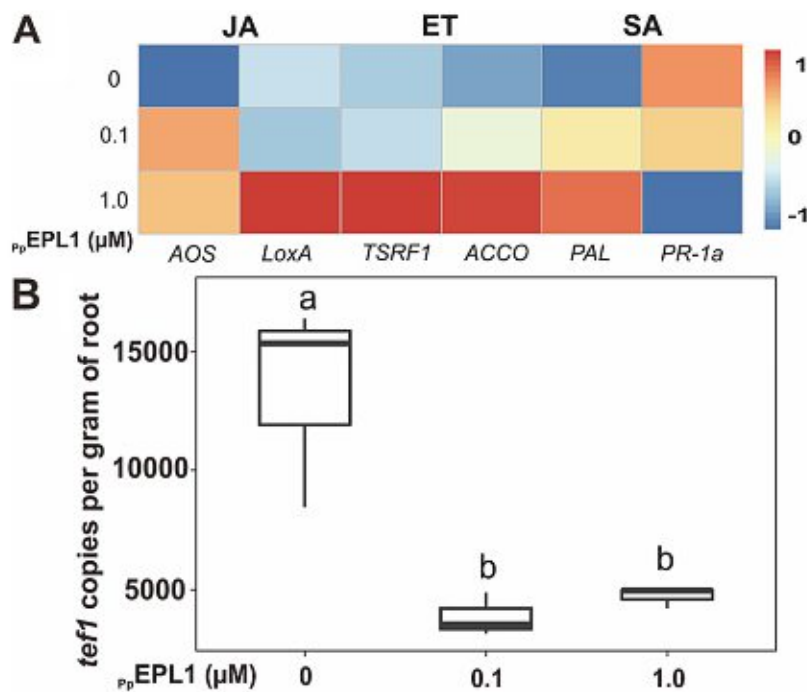 A JA ET SA
0
1
0.1
0
1.0
-1
PpEPL1 (μM)
AOS LoxA TSRF1 ACCO PAL PR-1a
B
tef1 copies per gram of root
a
15000
10000
b
b
5000
PpEPL1 (μM) 0 0.1 1.0